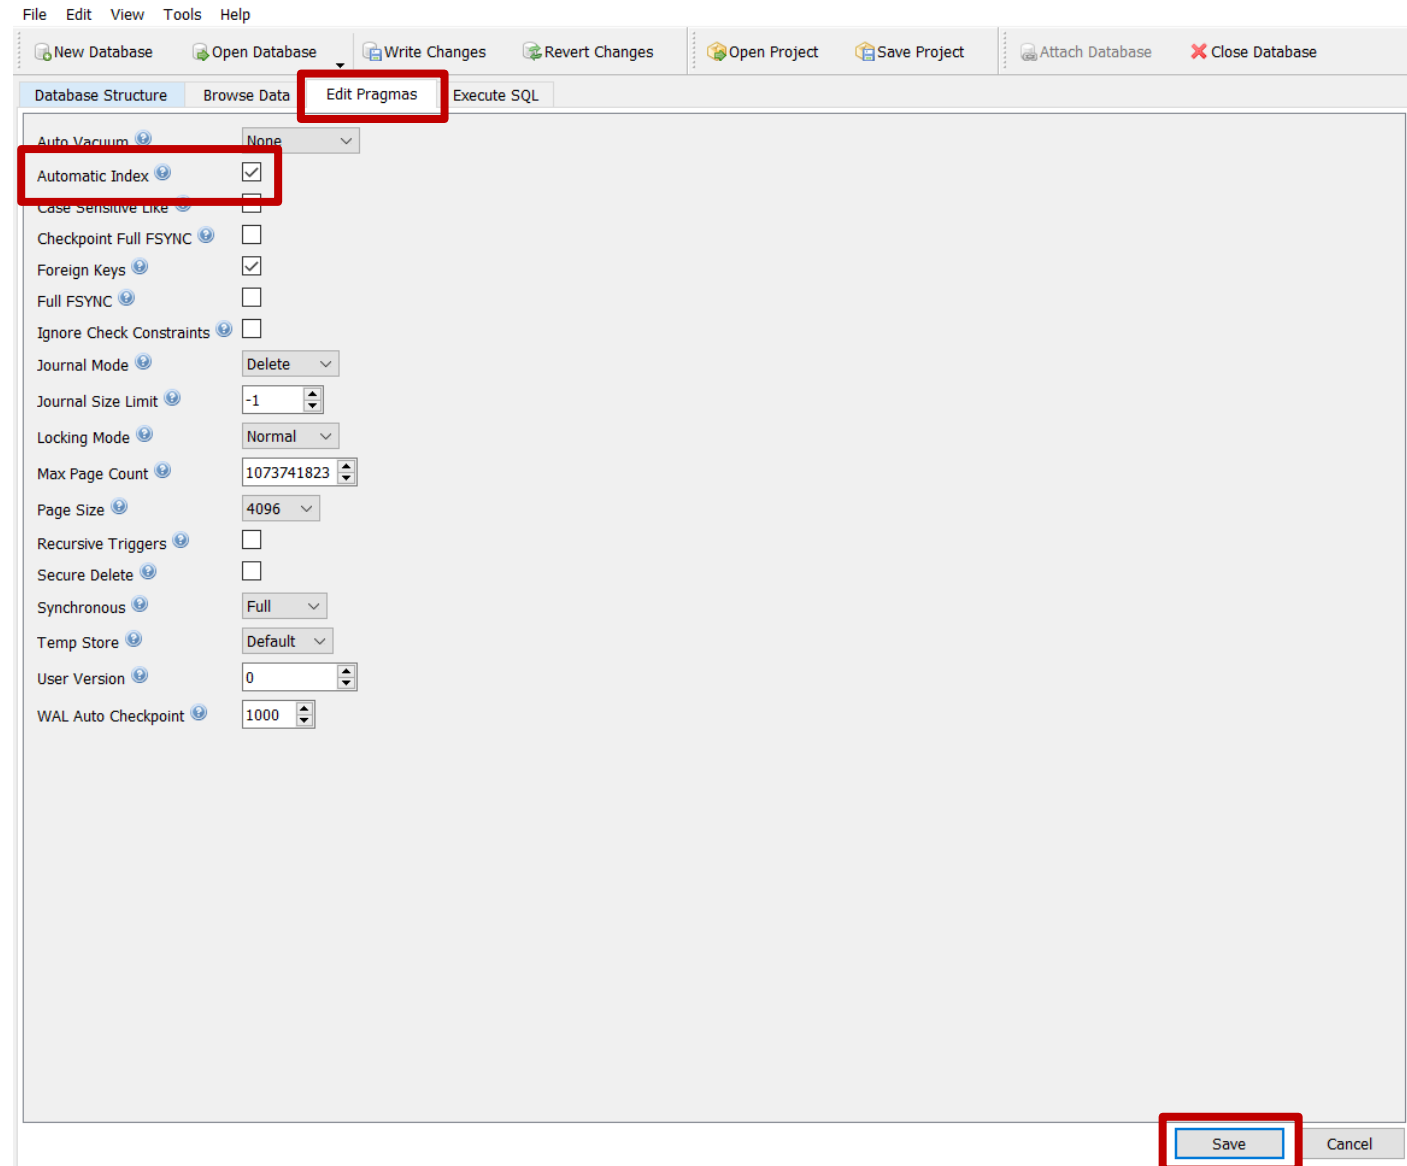 File Edit View Tools Help
New Database Open Database Write Changes Revert Changes Open Project Save Project Attach Database Close Database
Database Structure Browse Data Edit Pragmas Execute SQL
Auto Vacuum None
Automatic Index
Case Sensitive Like
Checkpoint Full FSYNC
Foreign Keys
Full FSYNC
Ignore Check Constraints
Journal Mode Delete
Journal Size Limit -1
Locking Mode Normal
Max Page Count 1073741823
Page Size 4096
Recursive Triggers
Secure Delete
Synchronous Full
Temp Store Default
User Version 0
WAL Auto Checkpoint 1000
Save Cancel